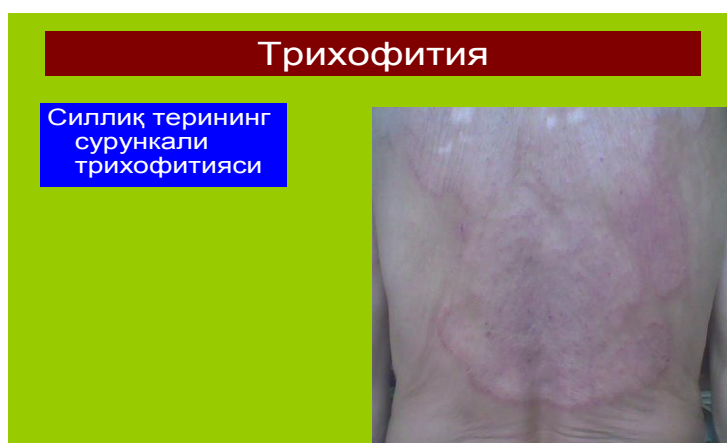 Трихофития
Силлиқ терининг
сурункали
трихофитияси